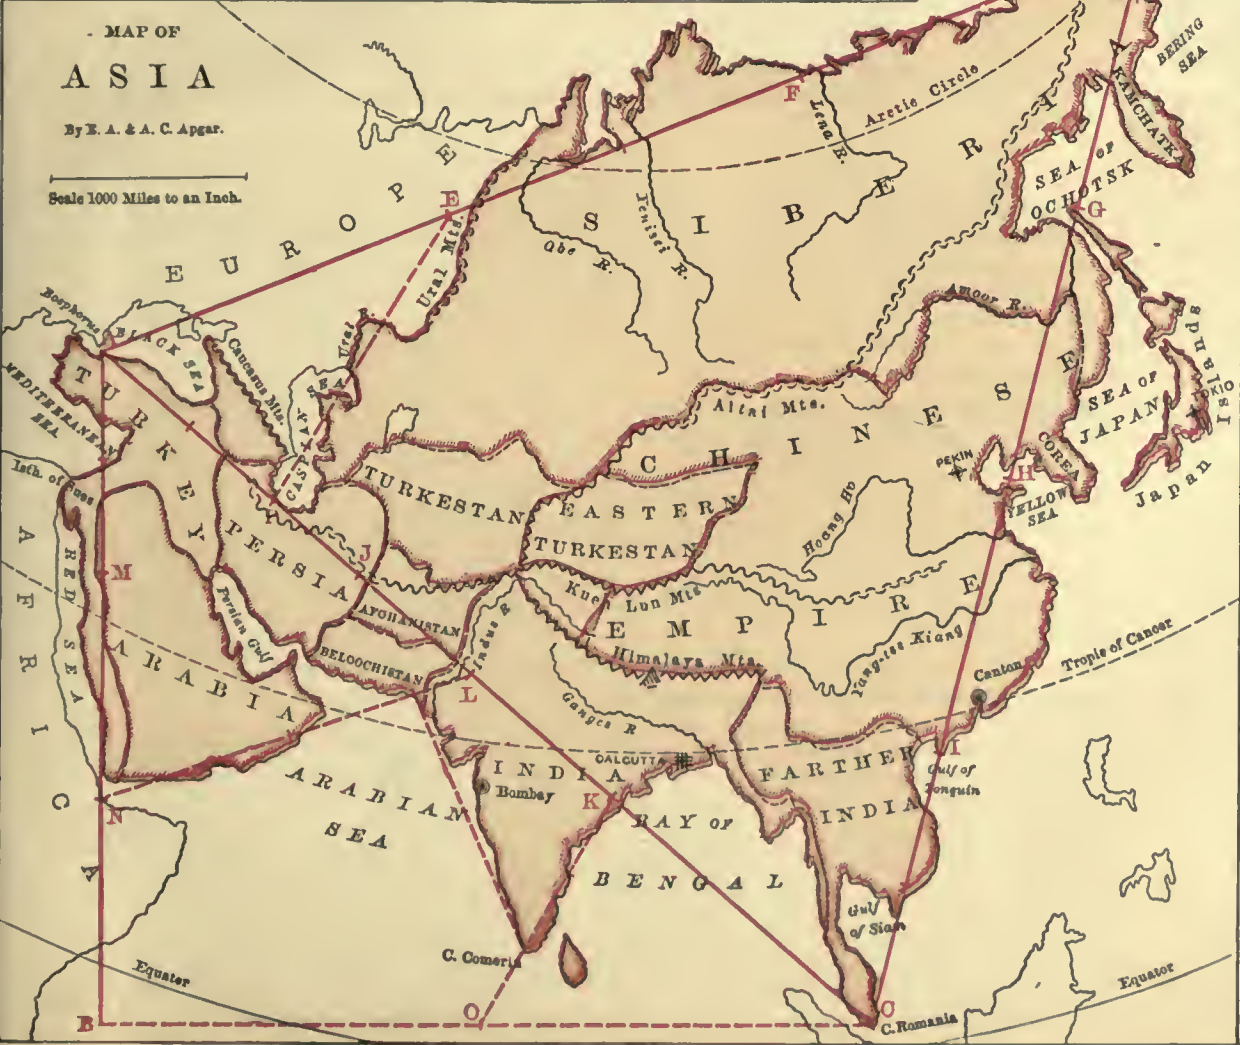 MAP OF
ASIA
By E. A. & A. C. Apgar.
Scale 1000 Miles to an Inch.
EUROPE
SIBERIA
Arctic Circle
BERING
SEA
KAMCHATKA
SEA OF
OCHOTSK
Lena R.
Yenisei R.
Obe R.
Ural Mts.
Ural R.
Amoor R.
Altai Mts.
Bosphorus
BLACK SEA
Caucasus Mts.
CASPIAN SEA
MEDITERRANEAN
SEA
TURKEY
Isth. of Sues
AFRICA
RED SEA
PERSIA
Persian Gulf
TURKESTAN
EASTERN
TURKESTAN
CHINESE
EMPIRE
AFGHANISTAN
BELOOCHISTAN
Indus R
Kuen Lun Mts
Himalaya Mts.
Hoang Ho
Yang-tse Kiang
PEKIN
COREA
YELLOW
SEA
SEA OF
JAPAN
Japan
Islands
Canton
Tropic of Cancer
ARABIA
ARABIAN
SEA
Ganges R
CALCUTTA
INDIA
Bombay
BAY OF
BENGAL
FARTHER
INDIA
Gulf of
Tonquin
Gulf
of Siam
C. Comorin
C. Romania
Equator
Equator
A
B
C
E
F
G
H
I
J
K
L
M
N
O